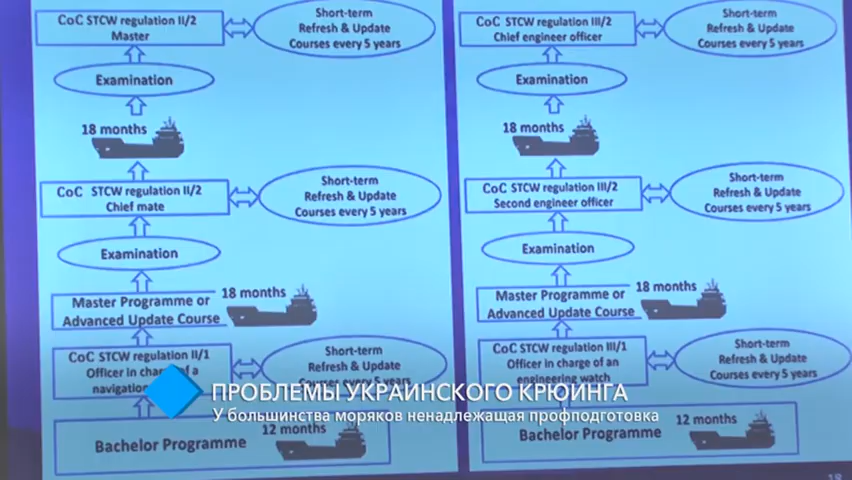 CoC STCW regulation II/2
Master
Short-term
Refresh & Update
Courses every 5 years
Examination
18 months
CoC STCW regulation II/2
Chief mate
Short-term
Refresh & Update
Courses every 5 years
Examination
18 months
Master Programme or
Advanced Update Course
CoC STCW regulation II/1
Officer in charge of a
navigation
Short-term
Refresh & Update
Courses every 5 years
12 months
Bachelor Programme
CoC STCW regulation III/2
Chief engineer officer
Short-term
Refresh & Update
Courses every 5 years
Examination
18 months
CoC STCW regulation III/2
Second engineer officer
Short-term
Refresh & Update
Courses every 5 years
Examination
18 months
Master Programme or
Advanced Update Course
CoC STCW regulation III/1
Officer in charge of an
engineering watch
Short-term
Refresh & Update
Courses every 5 years
12 months
Bachelor Programme
ПРОБЛЕМЫ УКРАИНСКОГО КРЮИНГА
У большинства моряков ненадлежащая профподготовка